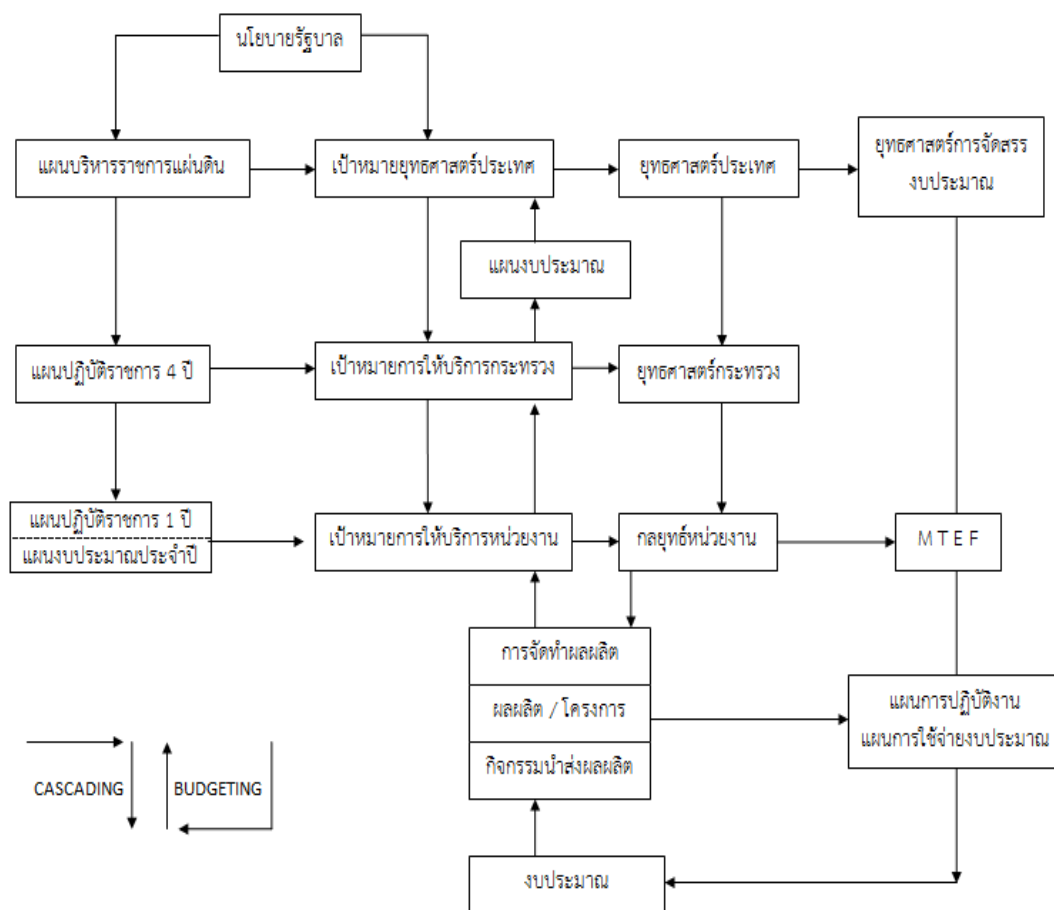 นโยบายรัฐบาล
แผนบริหารราชการแผ่นดิน
เป้าหมายยุทธศาสตร์ประเทศ
ยุทธศาสตร์ประเทศ
ยุทธศาสตร์การจัดสรร
งบประมาณ
แผนงบประมาณ
แผนปฏิบัติราชการ 4 ปี
เป้าหมายการให้บริการกระทรวง
ยุทธศาสตร์กระทรวง
แผนปฏิบัติราชการ 1 ปี
แผนงบประมาณประจำปี
เป้าหมายการให้บริการหน่วยงาน
กลยุทธ์หน่วยงาน
M T E F
การจัดทำผลผลิต
ผลผลิต / โครงการ
กิจกรรมนำส่งผลผลิต
แผนการปฏิบัติงาน
แผนการใช้จ่ายงบประมาณ
CASCADING
BUDGETING
งบประมาณ